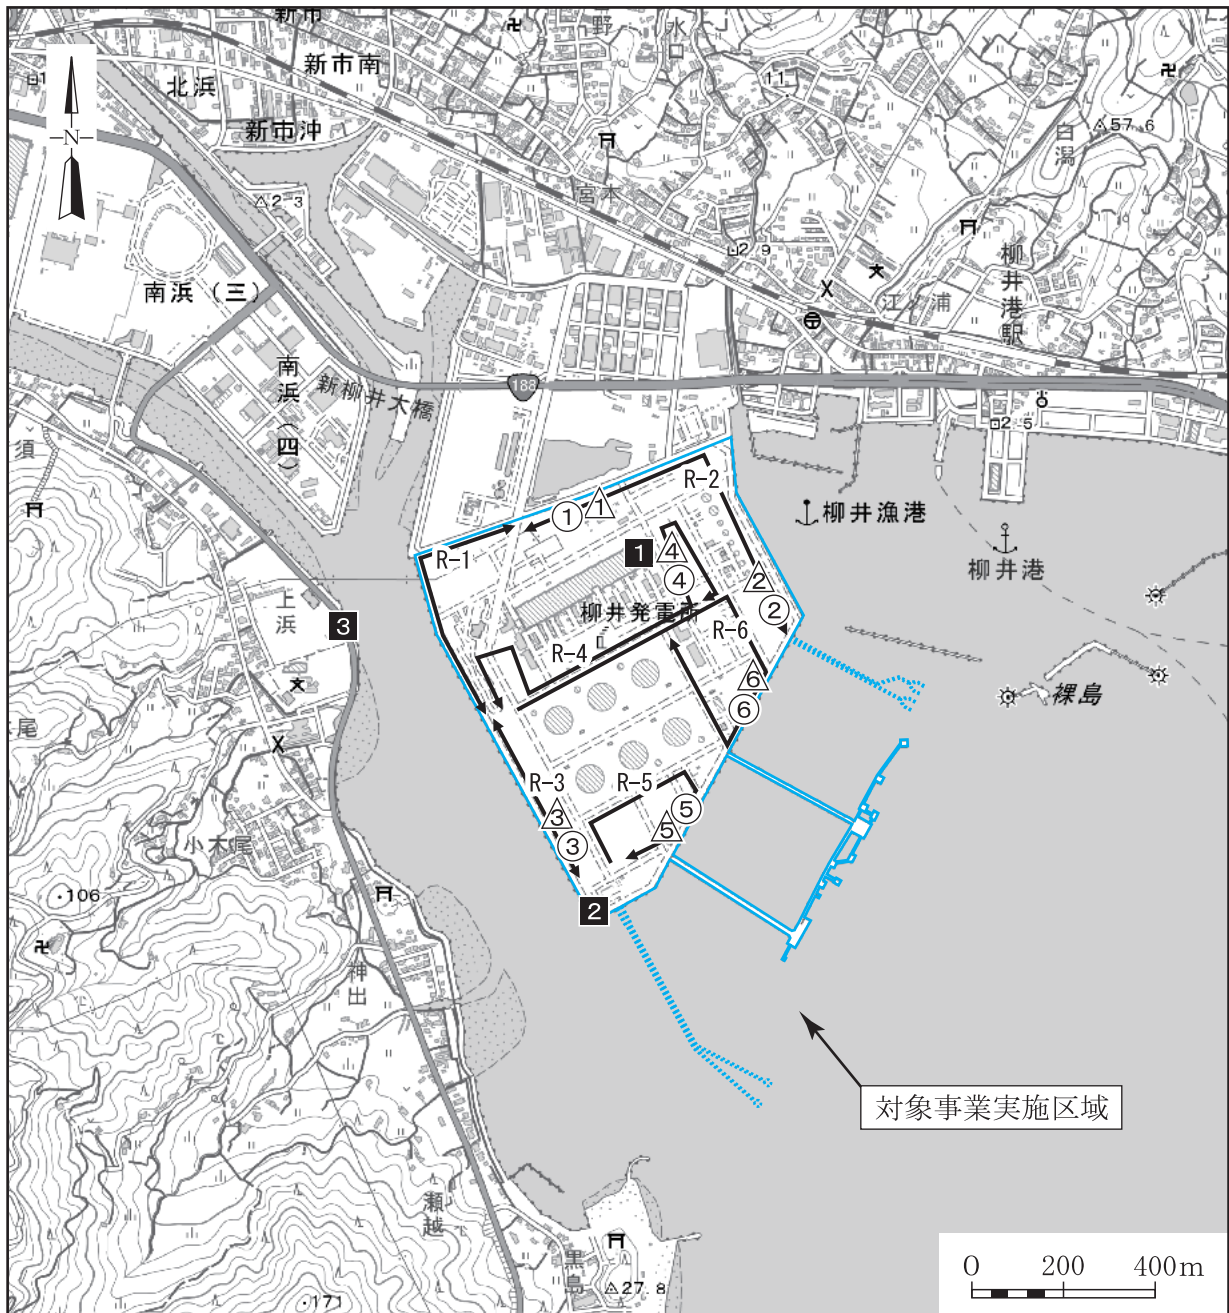 新市
野
水口
卍
新市南
11
卍
北浜
新市沖
N
白潟
57.6
宮本
2.3
2.9
柳井港駅
南浜(三)
江ノ浦
南浜(四)
新柳井大橋
188
2.5
須
R-2
1
1
柳井漁港
R-1
1
4
柳井港
4
2
上浜
柳井発電所
2
3
R-6
R-4
6
裸島
尾
6
R-3
R-5
5
3
5
3
小木尾
106
2
卍
神出
対象事業実施区域
瀬越
黒島
27.8
171
0 200 400m